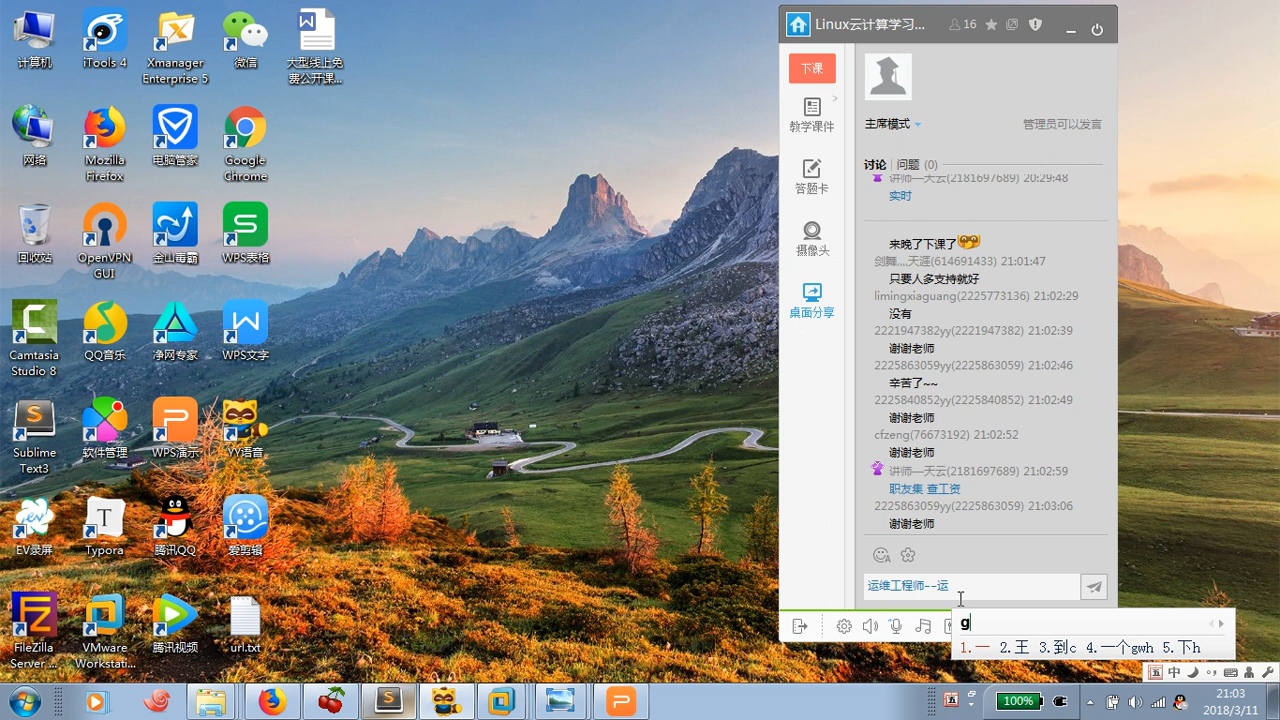 计算机
iTools 4
Xmanager Enterprise 5
微信
大型线上免费公开课...
网络
Mozilla Firefox
电脑管家
Google Chrome
回收站
OpenVPN GUI
金山毒霸
WPS表格
Camtasia Studio 8
QQ音乐
净网专家
WPS文字
Sublime Text3
软件管理
WPS演示
YY语音
EV录屏
Typora
腾讯QQ
爱剪辑
FileZilla Server ...
VMware Workstati...
腾讯视频
url.txt
Linux云计算学习... 16
下课
教学课件
答题卡
摄像头
桌面分享
主席模式 管理员可以发言
讨论 问题 (0)
讲师—天云(2181697689) 20:29:48
实时
来晚了下课了
剑舞....天涯(614691433) 21:01:47
只要人多支持就好
limingxiaguang(2225773136) 21:02:29
没有
2221947382yy(2221947382) 21:02:39
谢谢老师
2225863059yy(2225863059) 21:02:46
辛苦了~~
2225840852yy(2225840852) 21:02:49
谢谢老师
cfzeng(76673192) 21:02:52
谢谢老师
讲师—天云(2181697689) 21:02:59
职友集 查工资
2225863059yy(2225863059) 21:03:06
谢谢老师
运维工程师--运
g
1.一 2.王 3.到c 4.一个gwh 5.下h
五 中
100%
21:03
2018/3/11